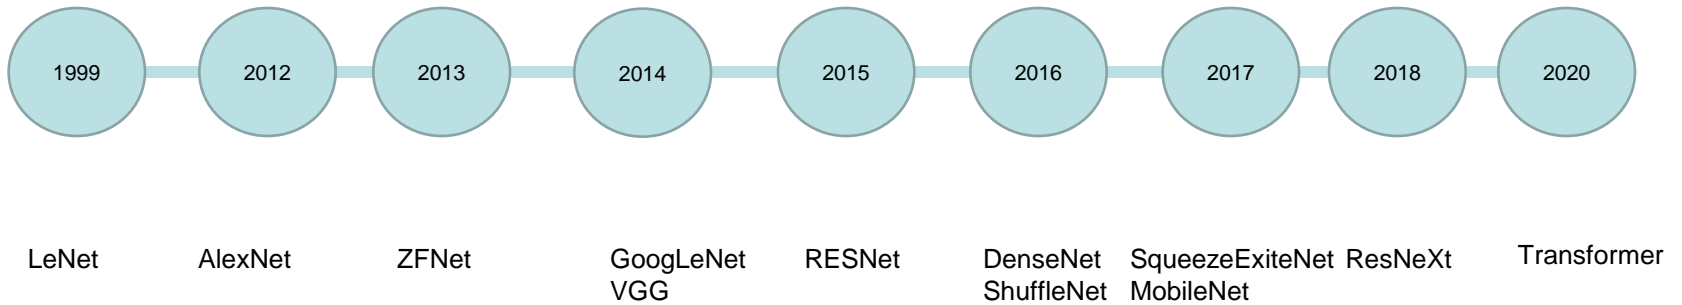 1999
2012
2013
2014
2015
2016
2017
2018
2020
LeNet
AlexNet
ZFNet
GoogLeNet
VGG
RESNet
DenseNet
ShuffleNet
SqueezeExiteNet
MobileNet
ResNeXt
Transformer